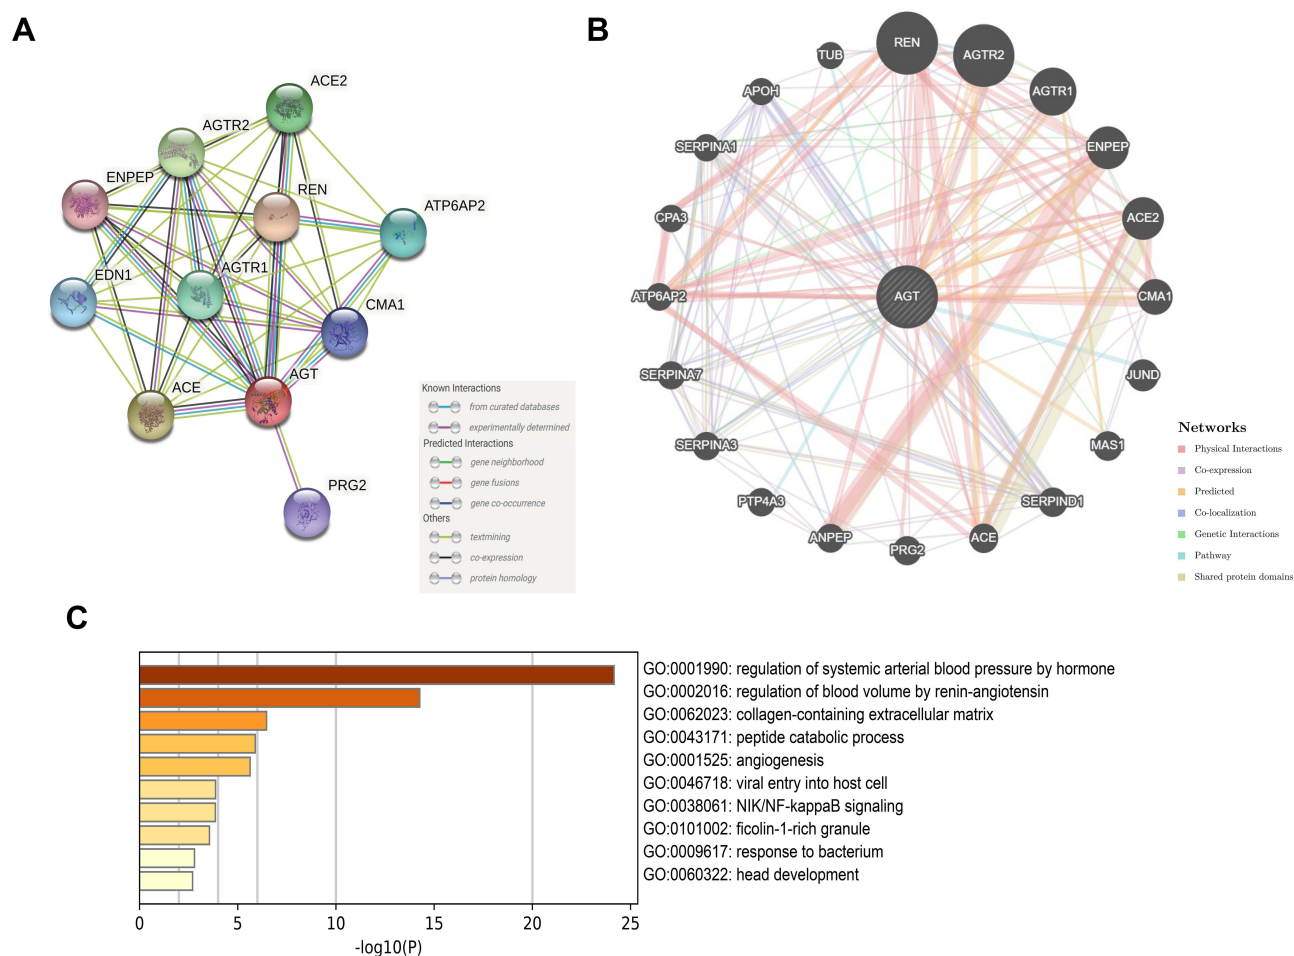 A
ACE2
AGTR2
ENPEP
REN
ATP6AP2
EDN1
AGTR1
CMA1
ACE
AGT
PRG2
Known Interactions
from curated databases
experimentally determined
Predicted Interactions
gene neighborhood
gene fusions
gene co-occurrence
Others
textmining
co-expression
protein homology
B
REN
AGTR2
TUB
AGTR1
APOH
ENPEP
SERPINA1
CPA3
ACE2
ATP6AP2
AGT
CMA1
SERPINA7
JUND
SERPINA3
MAS1
PTP4A3
SERPIND1
ANPEP
PRG2
ACE
Networks
Physical Interactions
Co-expression
Predicted
Co-localization
Genetic Interactions
Pathway
Shared protein domains
C
GO:0001990: regulation of systemic arterial blood pressure by hormone
GO:0002016: regulation of blood volume by renin-angiotensin
GO:0062023: collagen-containing extracellular matrix
GO:0043171: peptide catabolic process
GO:0001525: angiogenesis
GO:0046718: viral entry into host cell
GO:0038061: NIK/NF-kappaB signaling
GO:0101002: ficolin-1-rich granule
GO:0009617: response to bacterium
GO:0060322: head development
0 5 10 15 20 25
-log10(P)